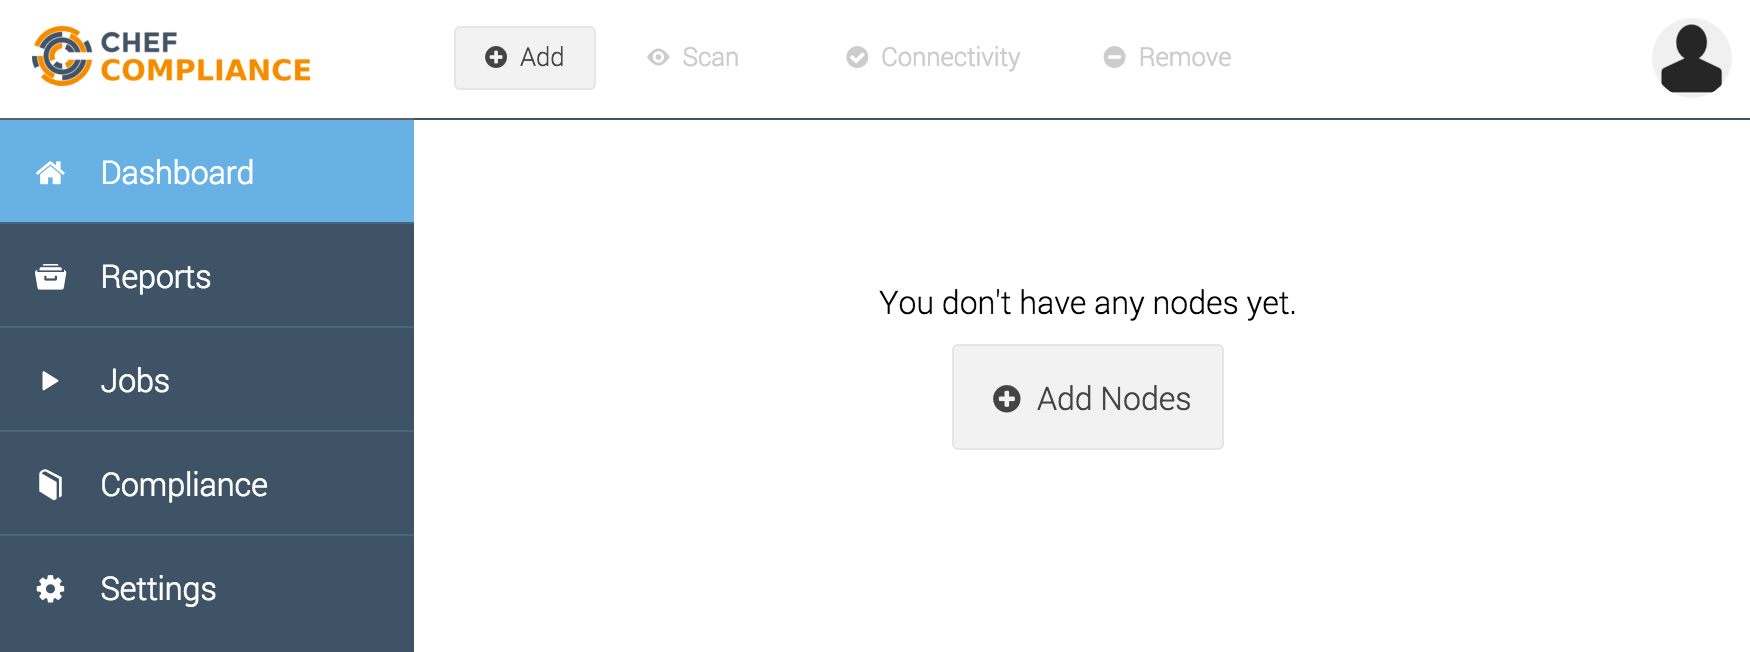 CHEF
COMPLIANCE
Add
Scan
Connectivity
Remove
Dashboard
Reports
Jobs
Compliance
Settings
You don't have any nodes yet.
Add Nodes